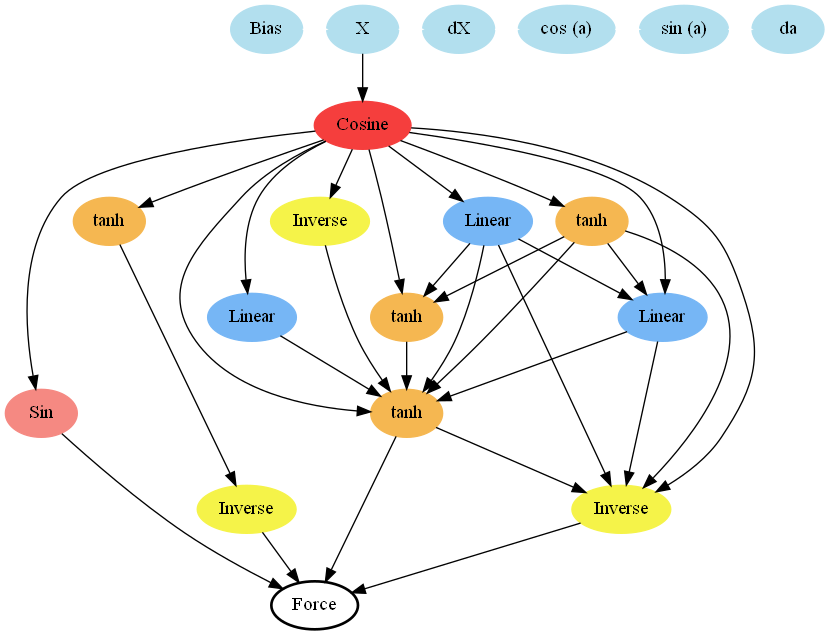 Bias
X
dX
cos (a)
sin (a)
da
Cosine
tanh
Inverse
Linear
tanh
Linear
tanh
Linear
Sin
tanh
Inverse
Inverse
Force